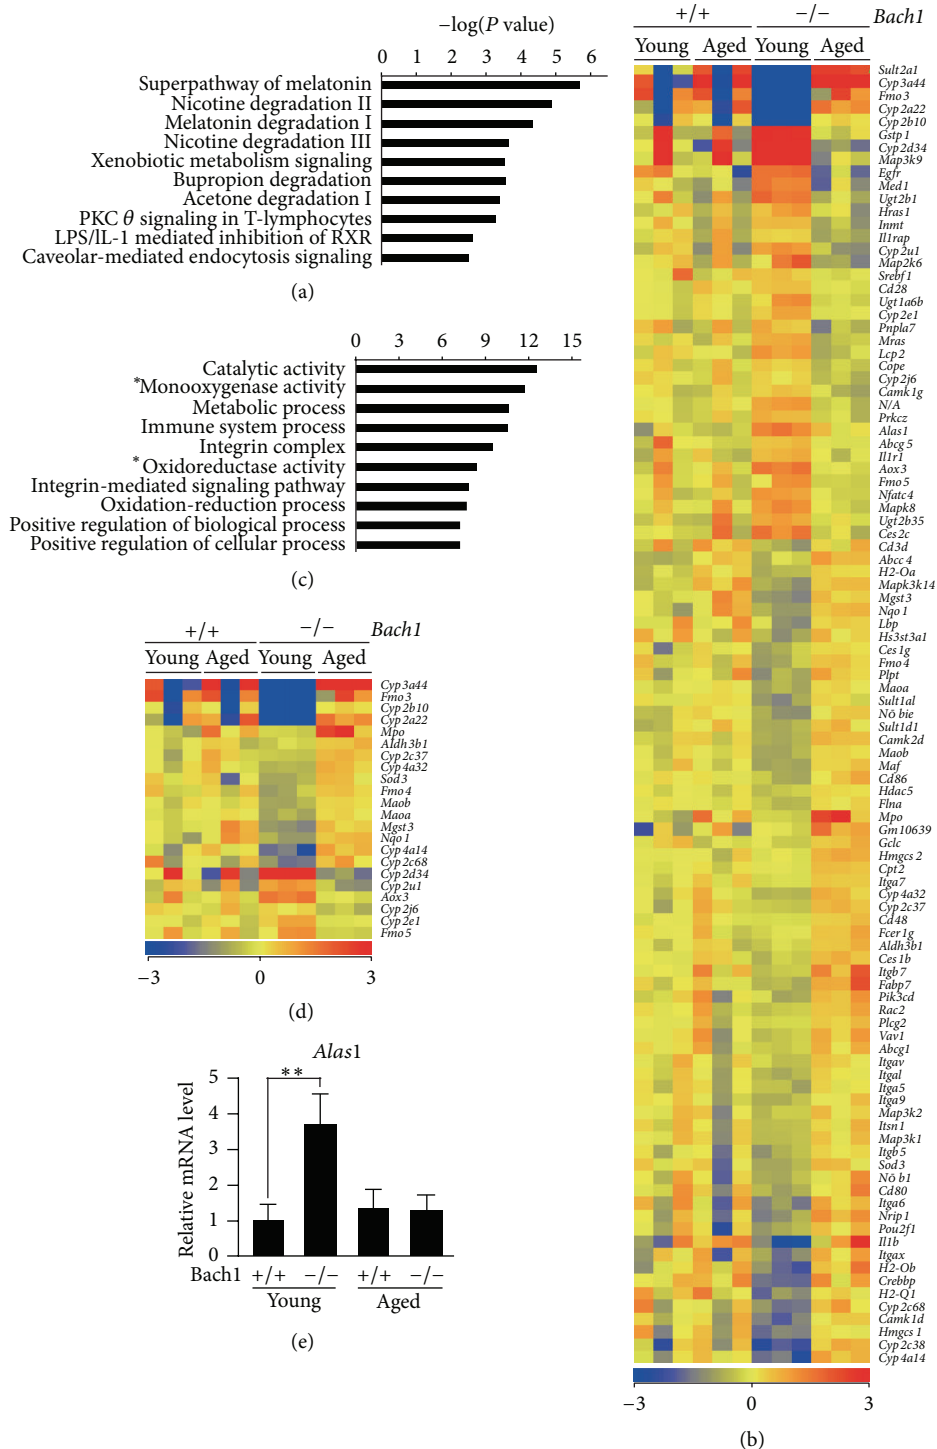 −log(P value)
0 1 2 3 4 5 6
Superpathway of melatonin
Nicotine degradation II
Melatonin degradation I
Nicotine degradation III
Xenobiotic metabolism signaling
Bupropion degradation
Acetone degradation I
PKC θ signaling in T-lymphocytes
LPS/IL-1 mediated inhibition of RXR
Caveolar-mediated endocytosis signaling
(a)
0 3 6 9 12 15
Catalytic activity
*Monooxygenase activity
Metabolic process
Immune system process
Integrin complex
*Oxidoreductase activity
Integrin-mediated signaling pathway
Oxidation-reduction process
Positive regulation of biological process
Positive regulation of cellular process
(c)
+/+ −/− Bach1
Young Aged Young Aged
Cyp3a44
Fmo3
Cyp2b10
Cyp2a22
Mpo
Aldh3b1
Cyp2c37
Cyp4a32
Sod3
Fmo4
Maob
Maoa
Mgst3
Nqo1
Cyp4a14
Cyp2c68
Cyp2d34
Cyp2u1
Aox3
Cyp2j6
Cyp2e1
Fmo5
−3 0 3
(d)
Alas1
**
Relative mRNA level
5
4
3
2
1
0
Bach1 +/+ −/− +/+ −/−
Young Aged
(e)
+/+ −/− Bach1
Young Aged Young Aged
Sult2a1
Cyp3a44
Fmo3
Cyp2a22
Cyp2b10
Gstp1
Cyp2d34
Map3k9
Egfr
Med1
Ugt2b1
Hras1
Inmt
Il1rap
Cyp2u1
Map2k6
Srebf1
Cd28
Ugt1a6b
Cyp2e1
Pnpla7
Mras
Lcp2
Cope
Cyp2j6
Camk1g
N/A
Prkcz
Alas1
Abcg5
Il1r1
Aox3
Fmo5
Nfatc4
Mapk8
Ugt2b35
Ces2c
Cd3d
Abcc4
H2-Oa
Mapk3k14
Mgst3
Nqo1
Lbp
Hs3st3a1
Ces1g
Fmo4
Plpt
Maoa
Sult1al
Nő bie
Sult1d1
Camk2d
Maob
Maf
Cd86
Hdac5
Flna
Mpo
Gm10639
Gclc
Hmgcs2
Cpt2
Itga7
Cyp4a32
Cyp2c37
Cd48
Fcer1g
Aldh3b1
Ces1b
Itgb7
Fabp7
Pik3cd
Rac2
Plcg2
Vav1
Abcg1
Itgav
Itgal
Itga5
Itga9
Map3k2
Itsn1
Map3k1
Itgb5
Sod3
Nő b1
Cd80
Itga6
Nrip1
Pou2f1
Il1b
Itgax
H2-Ob
Crebbp
H2-Q1
Cyp2c68
Camk1d
Hmgcs1
Cyp2c38
Cyp4a14
−3 0 3
(b)